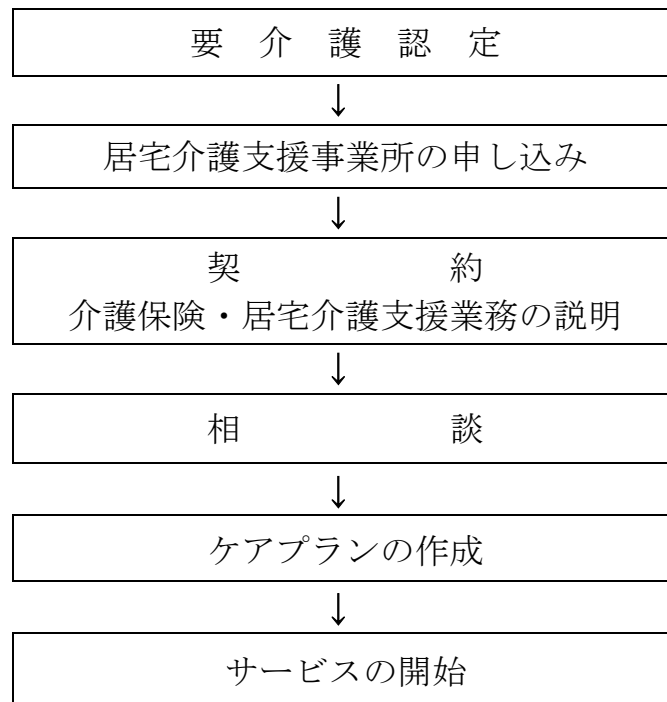 要 介 護 認 定
↓
居宅介護支援事業所の申し込み
↓
契 約
介護保険・居宅介護支援業務の説明
↓
相 談
↓
ケアプランの作成
↓
サービスの開始